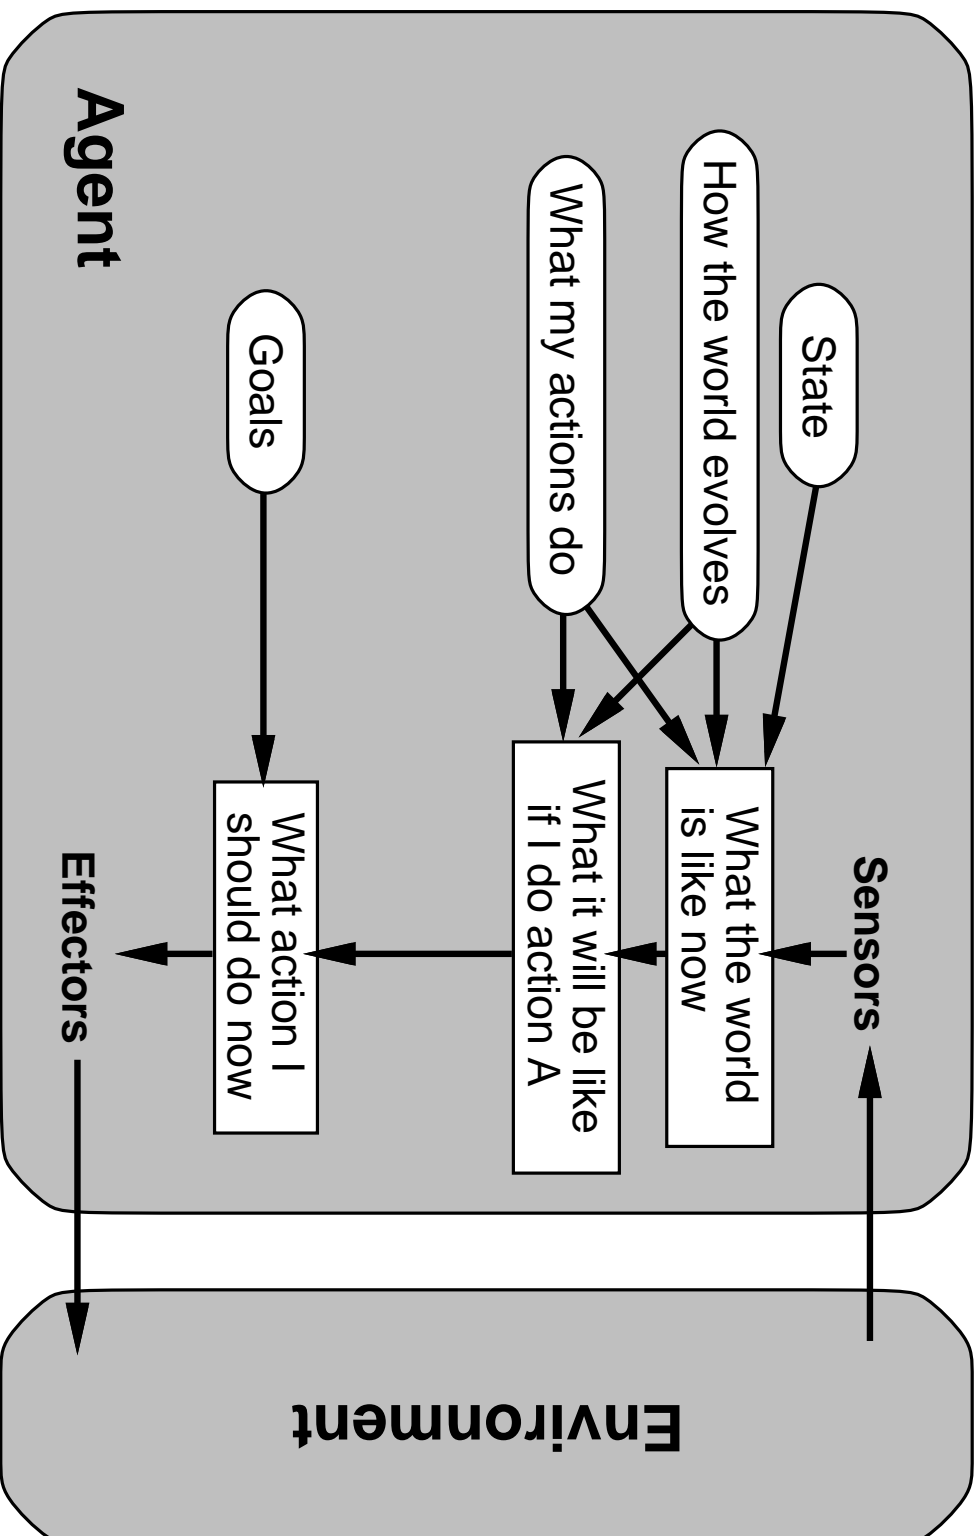 Sensors
State
How the world evolves
What my actions do
What the world
is like now
What it will be like
if I do action A
Goals
What action I
should do now
Agent
Effectors
Environment